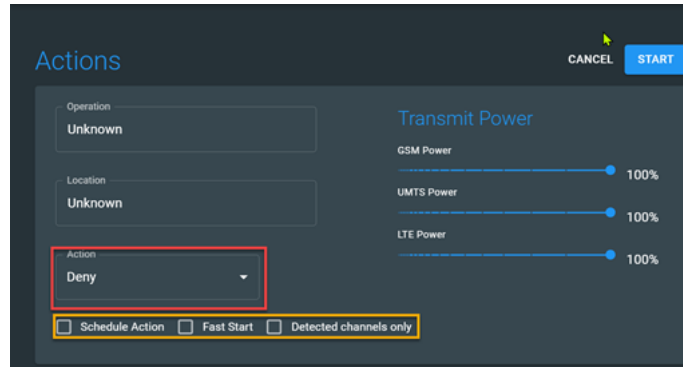 Actions
CANCEL START
Operation
Unknown
Location
Unknown
Action
Deny
Schedule Action Fast Start Detected channels only
Transmit Power
GSM Power
100%
UMTS Power
100%
LTE Power
100%